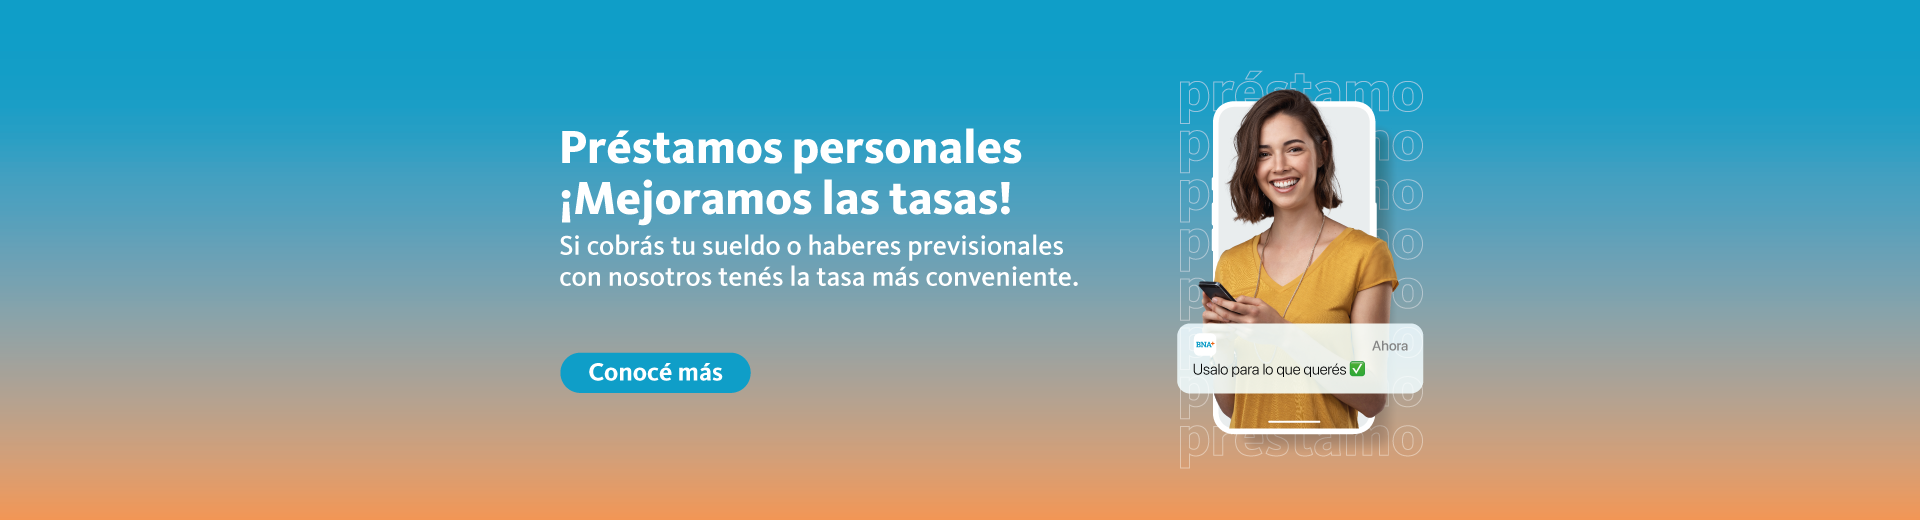 Préstamos personales
¡Mejoramos las tasas!
Si cobrás tu sueldo o haberes previsionales
con nosotros tenés la tasa más conveniente.
Conocé más
préstamo
BNA+
Ahora
Usalo para lo que querés ✅
préstamo